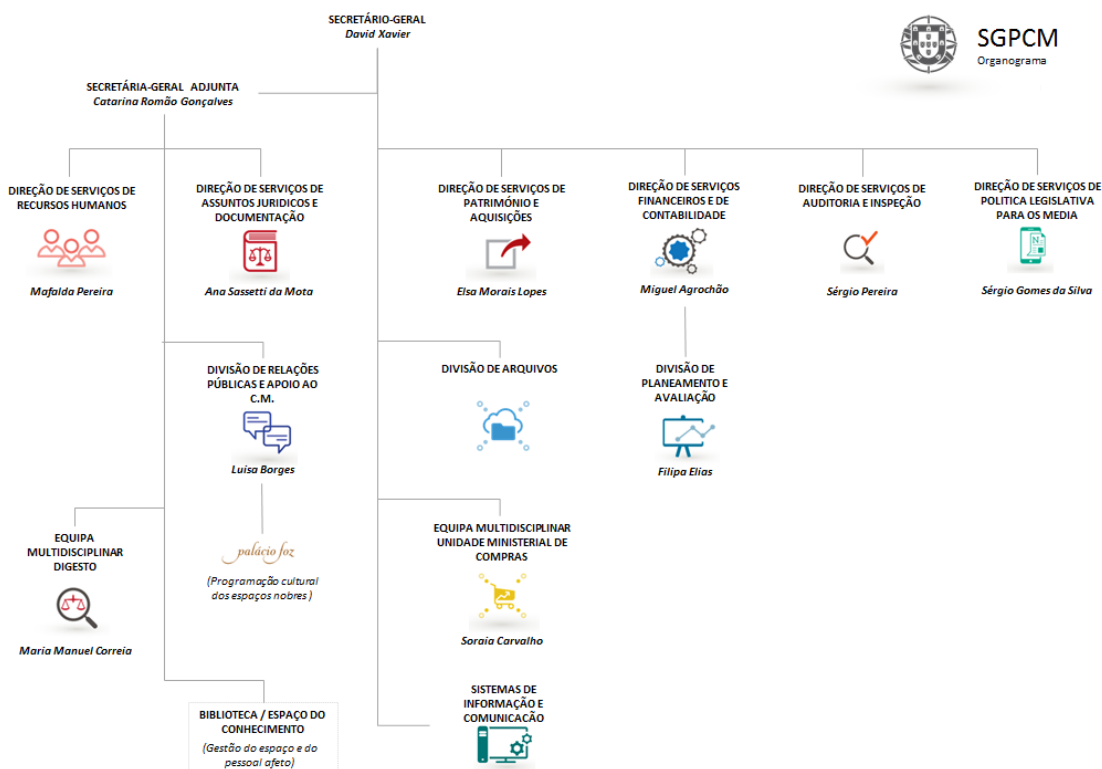 SECRETÁRIO-GERAL
David Xavier
SGPCM
Organograma
SECRETÁRIA-GERAL ADJUNTA
Catarina Romão Gonçalves
DIREÇÃO DE SERVIÇOS DE
RECURSOS HUMANOS
Mafalda Pereira
DIREÇÃO DE SERVIÇOS DE
ASSUNTOS JURIDICOS E
DOCUMENTAÇÃO
Ana Sassetti da Mota
DIREÇÃO DE SERVIÇOS DE
PATRIMÓNIO E
AQUISIÇÕES
Elsa Morais Lopes
DIREÇÃO DE SERVIÇOS
FINANCEIROS E DE
CONTABILIDADE
Miguel Agrochão
DIREÇÃO DE SERVIÇOS DE
AUDITORIA E INSPEÇÃO
Sérgio Pereira
DIREÇÃO DE SERVIÇOS DE
POLITICA LEGISLATIVA
PARA OS MEDIA
N
Sérgio Gomes da Silva
DIVISÃO DE RELAÇÕES
PÚBLICAS E APOIO AO
C.M.
Luisa Borges
DIVISÃO DE ARQUIVOS
DIVISÃO DE
PLANEAMENTO E
AVALIAÇÃO
Filipa Elias
EQUIPA
MULTIDISCIPLINAR
DIGESTO
Maria Manuel Correia
palácio foz
(Programação cultural
dos espaços nobres )
EQUIPA MULTIDISCIPLINAR
UNIDADE MINISTERIAL DE
COMPRAS
Soraia Carvalho
BIBLIOTECA / ESPAÇO DO
CONHECIMENTO
(Gestão do espaço e do
pessoal afeto)
SISTEMAS DE
INFORMAÇÃO E
COMUNICACÃO